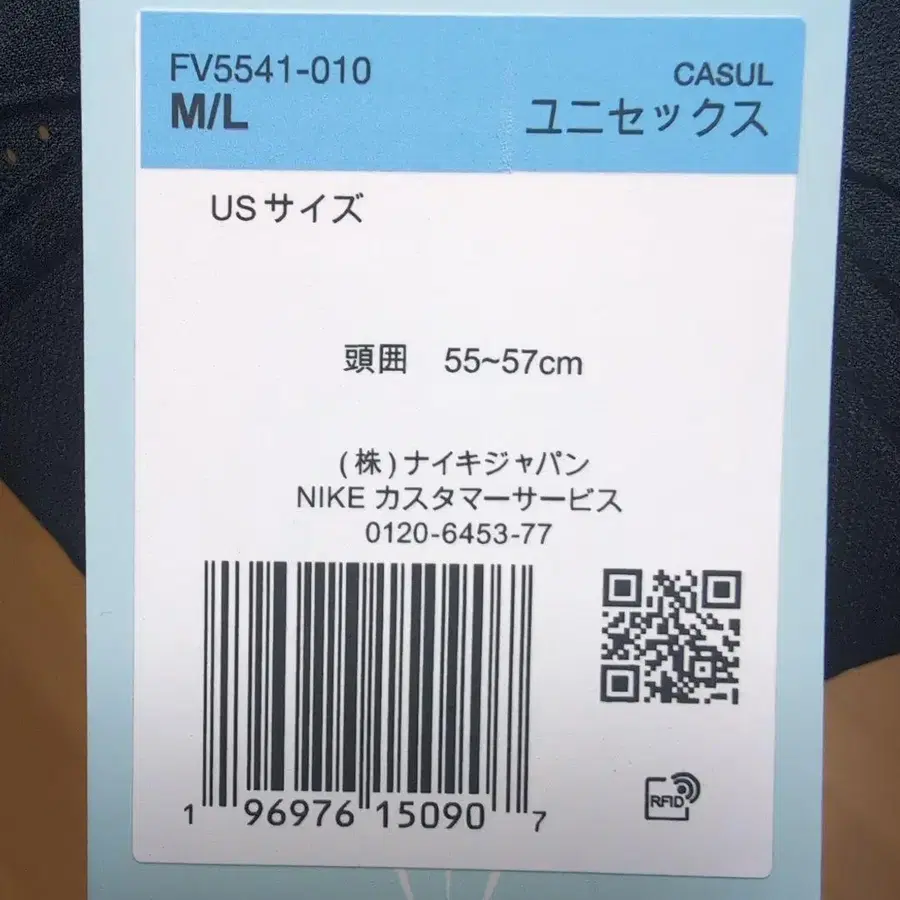 FV5541-010
M/L
CASUL
ユニセックス
USサイズ
頭囲 55~57cm
(株)ナイキジャパン
NIKE カスタマーサービス
0120-6453-77
1 96976 15090 7
RFID